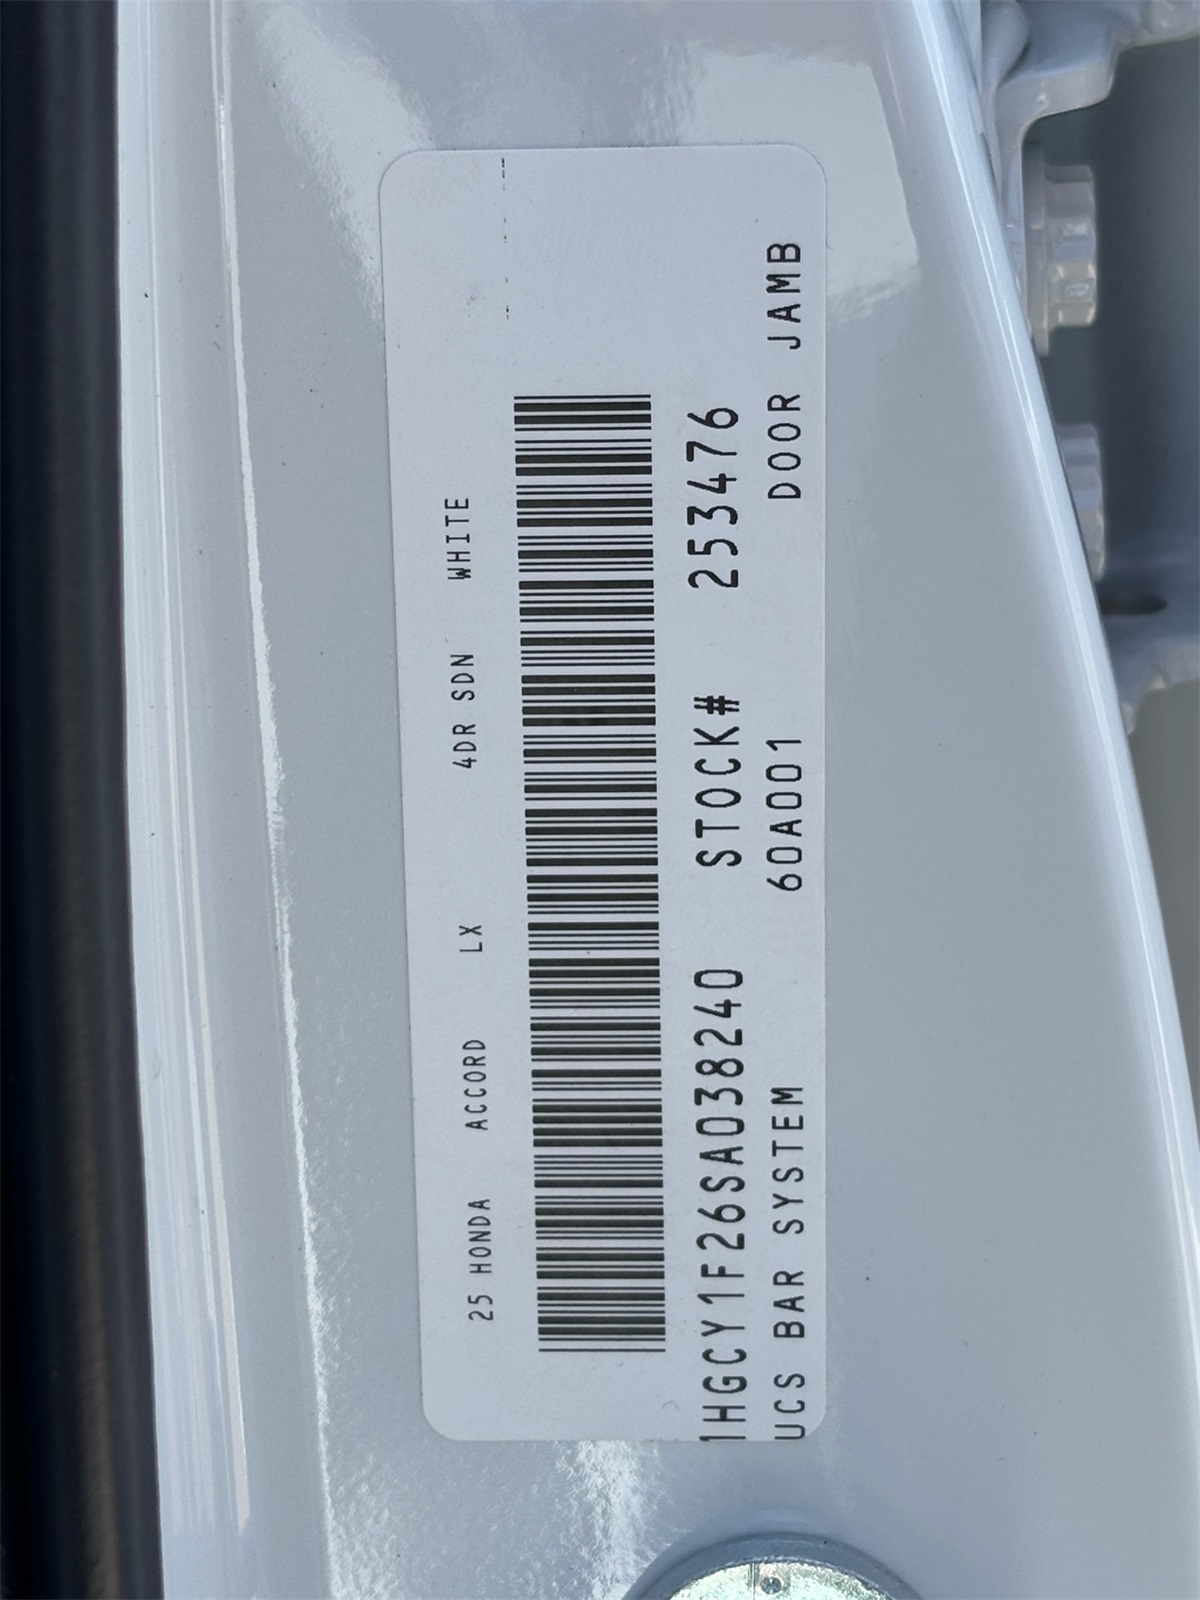 25 HONDA ACCORD LX 4DR SDN WHITE
1HGCY1F26SA038240 STOCK# 253476
UCS BAR SYSTEM 60A001 DOOR JAMB